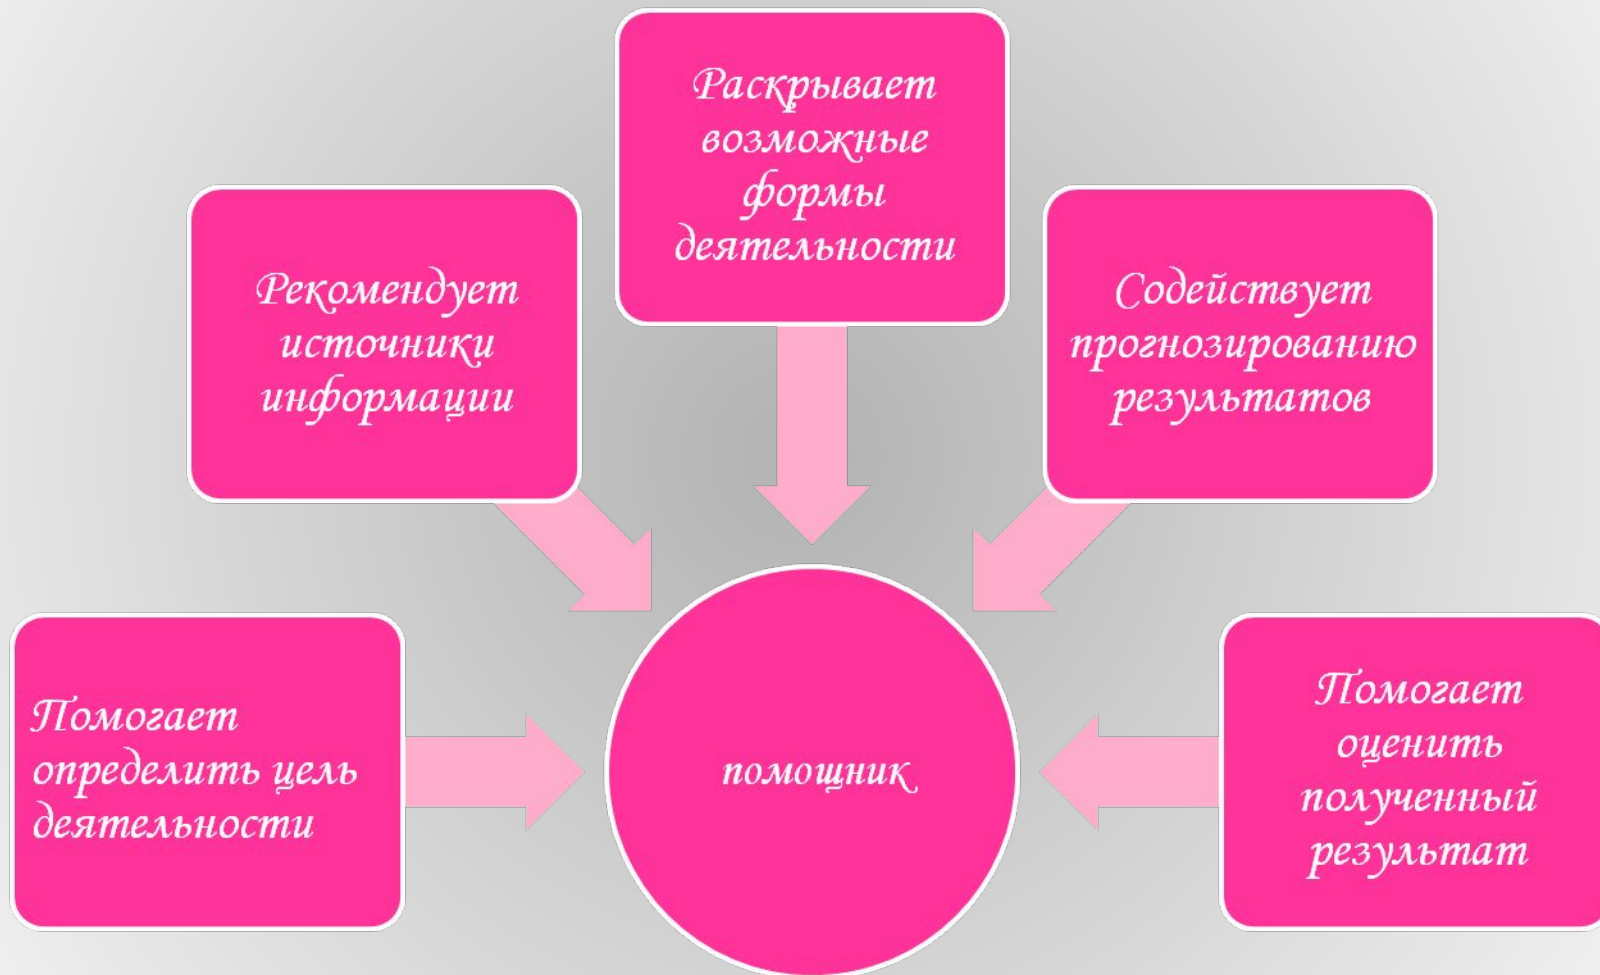 Раскрывает
возможные
формы
деятельности
Рекомендует
источники
информации
Содействует
прогнозированию
результатов
Помогает
определить цель
деятельности
помощник
Помогает
оценить
полученный
результат